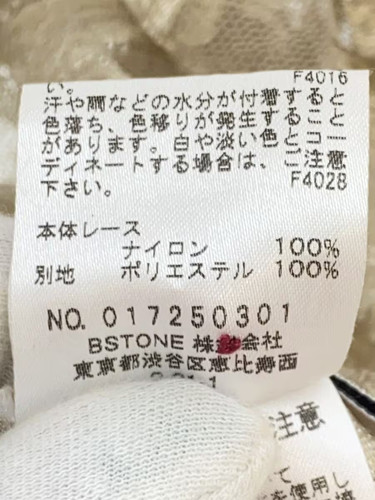 い。
F4016
汗や雨などの水分が付着すると
色落ち、色移りが発生すること
があります。白や淡い色とコー
ディネートする場合は、ご注意
下さい。
F4028
本体レース
ナイロン 100%
別地 ポリエステル 100%
NO. 017250301
BSTONE 株式会社
東京都渋谷区恵比寿西
注意
て
を使用し